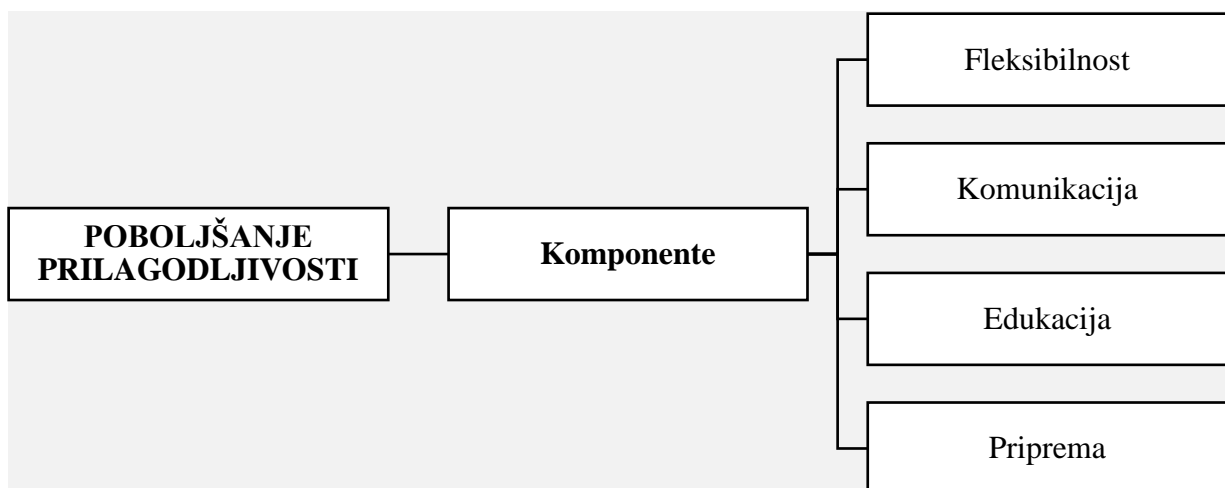 POBOLJŠANJE
PRILAGODLJIVOSTI
Komponente
Fleksibilnost
Komunikacija
Edukacija
Priprema